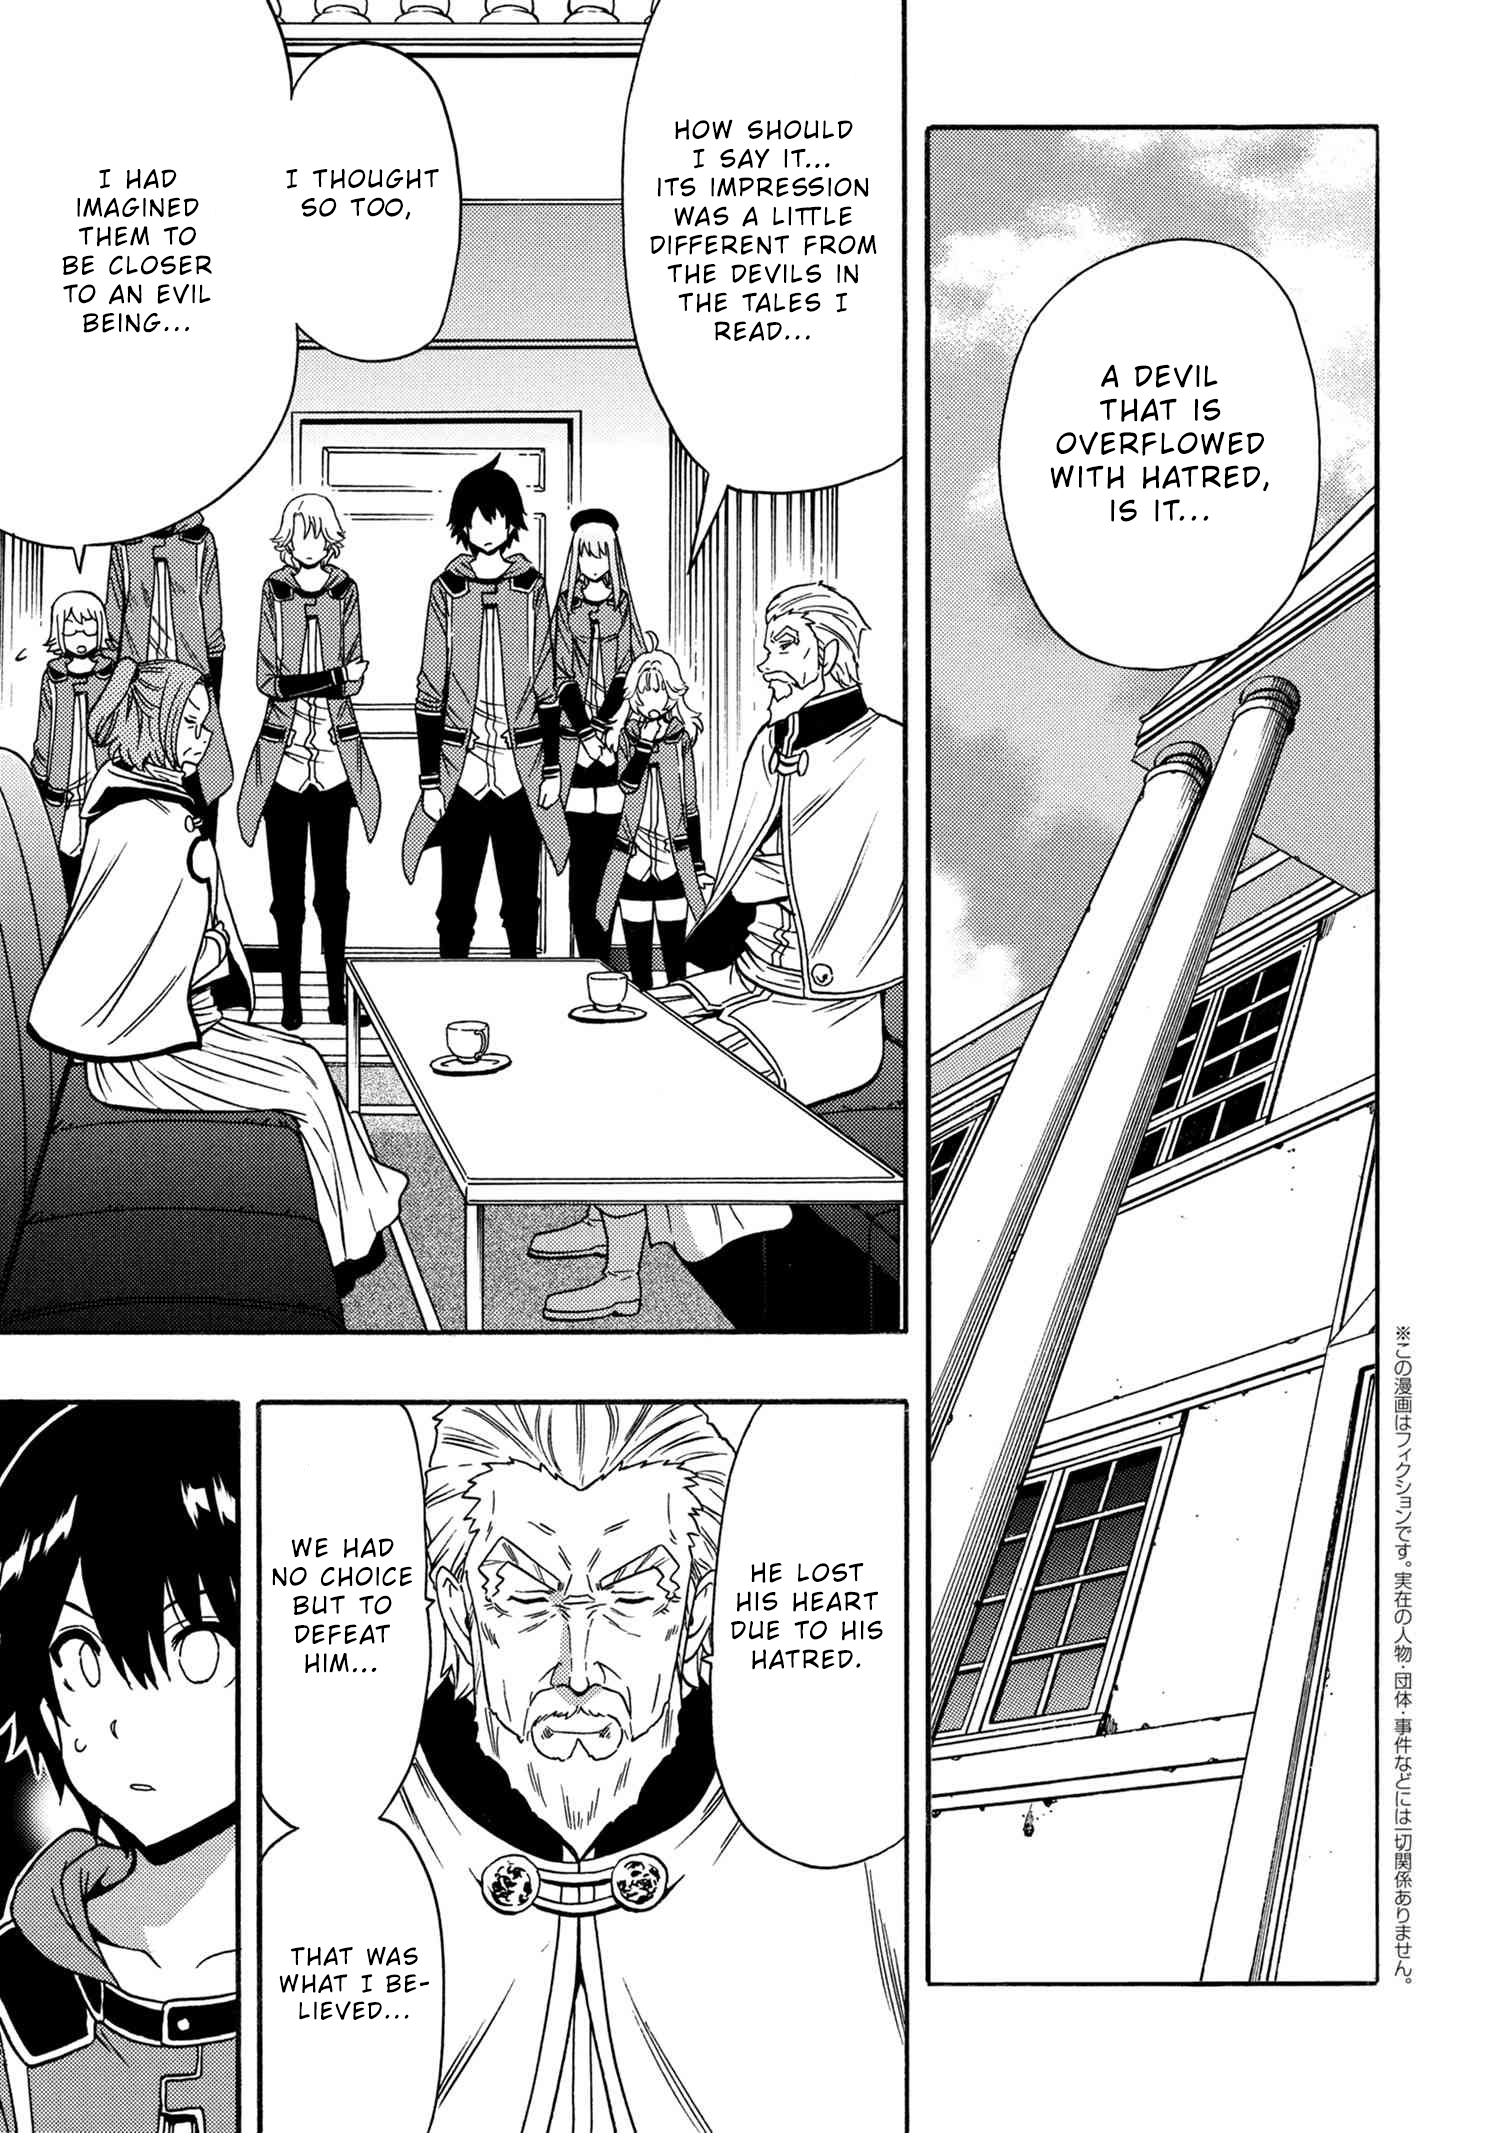 A DEVIL
THAT IS
OVERFLOWED
WITH HATRED,
IS IT...
HOW SHOULD
I SAY IT...
ITS IMPRESSION
WAS A LITTLE
DIFFERENT FROM
THE DEVILS IN
THE TALES I
READ...
I THOUGHT
SO TOO,
I HAD
IMAGINED
THEM TO
BE CLOSER
TO AN EVIL
BEING...
HE LOST
HIS HEART
DUE TO HIS
HATRED.
WE HAD
NO CHOICE
BUT TO
DEFEAT
HIM...
THAT WAS
WHAT I BE-
LIEVED...
※この漫画はフィクションです。実在の人物・団体・事件などには一切関係ありません。